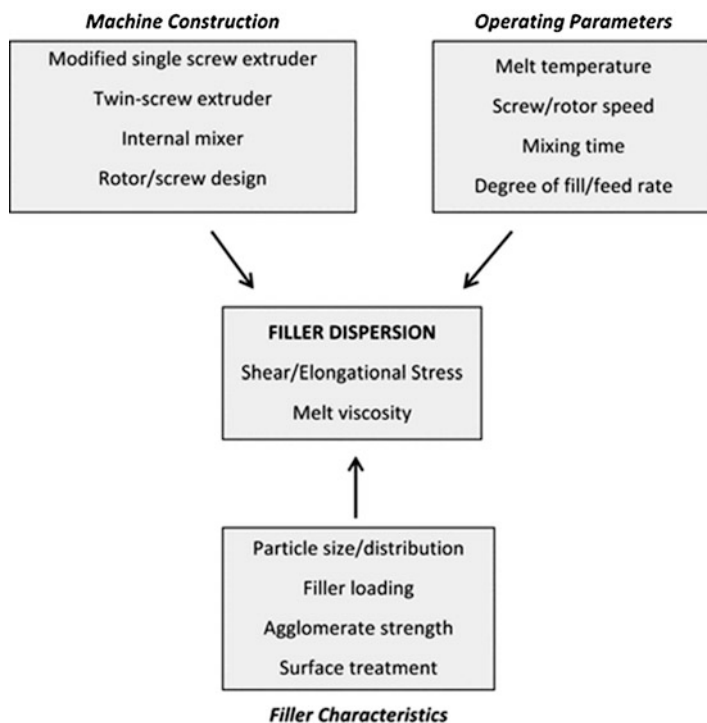 Machine Construction
Modified single screw extruder
Twin-screw extruder
Internal mixer
Rotor/screw design
Operating Parameters
Melt temperature
Screw/rotor speed
Mixing time
Degree of fill/feed rate
FILLER DISPERSION
Shear/Elongational Stress
Melt viscosity
Particle size/distribution
Filler loading
Agglomerate strength
Surface treatment
Filler Characteristics